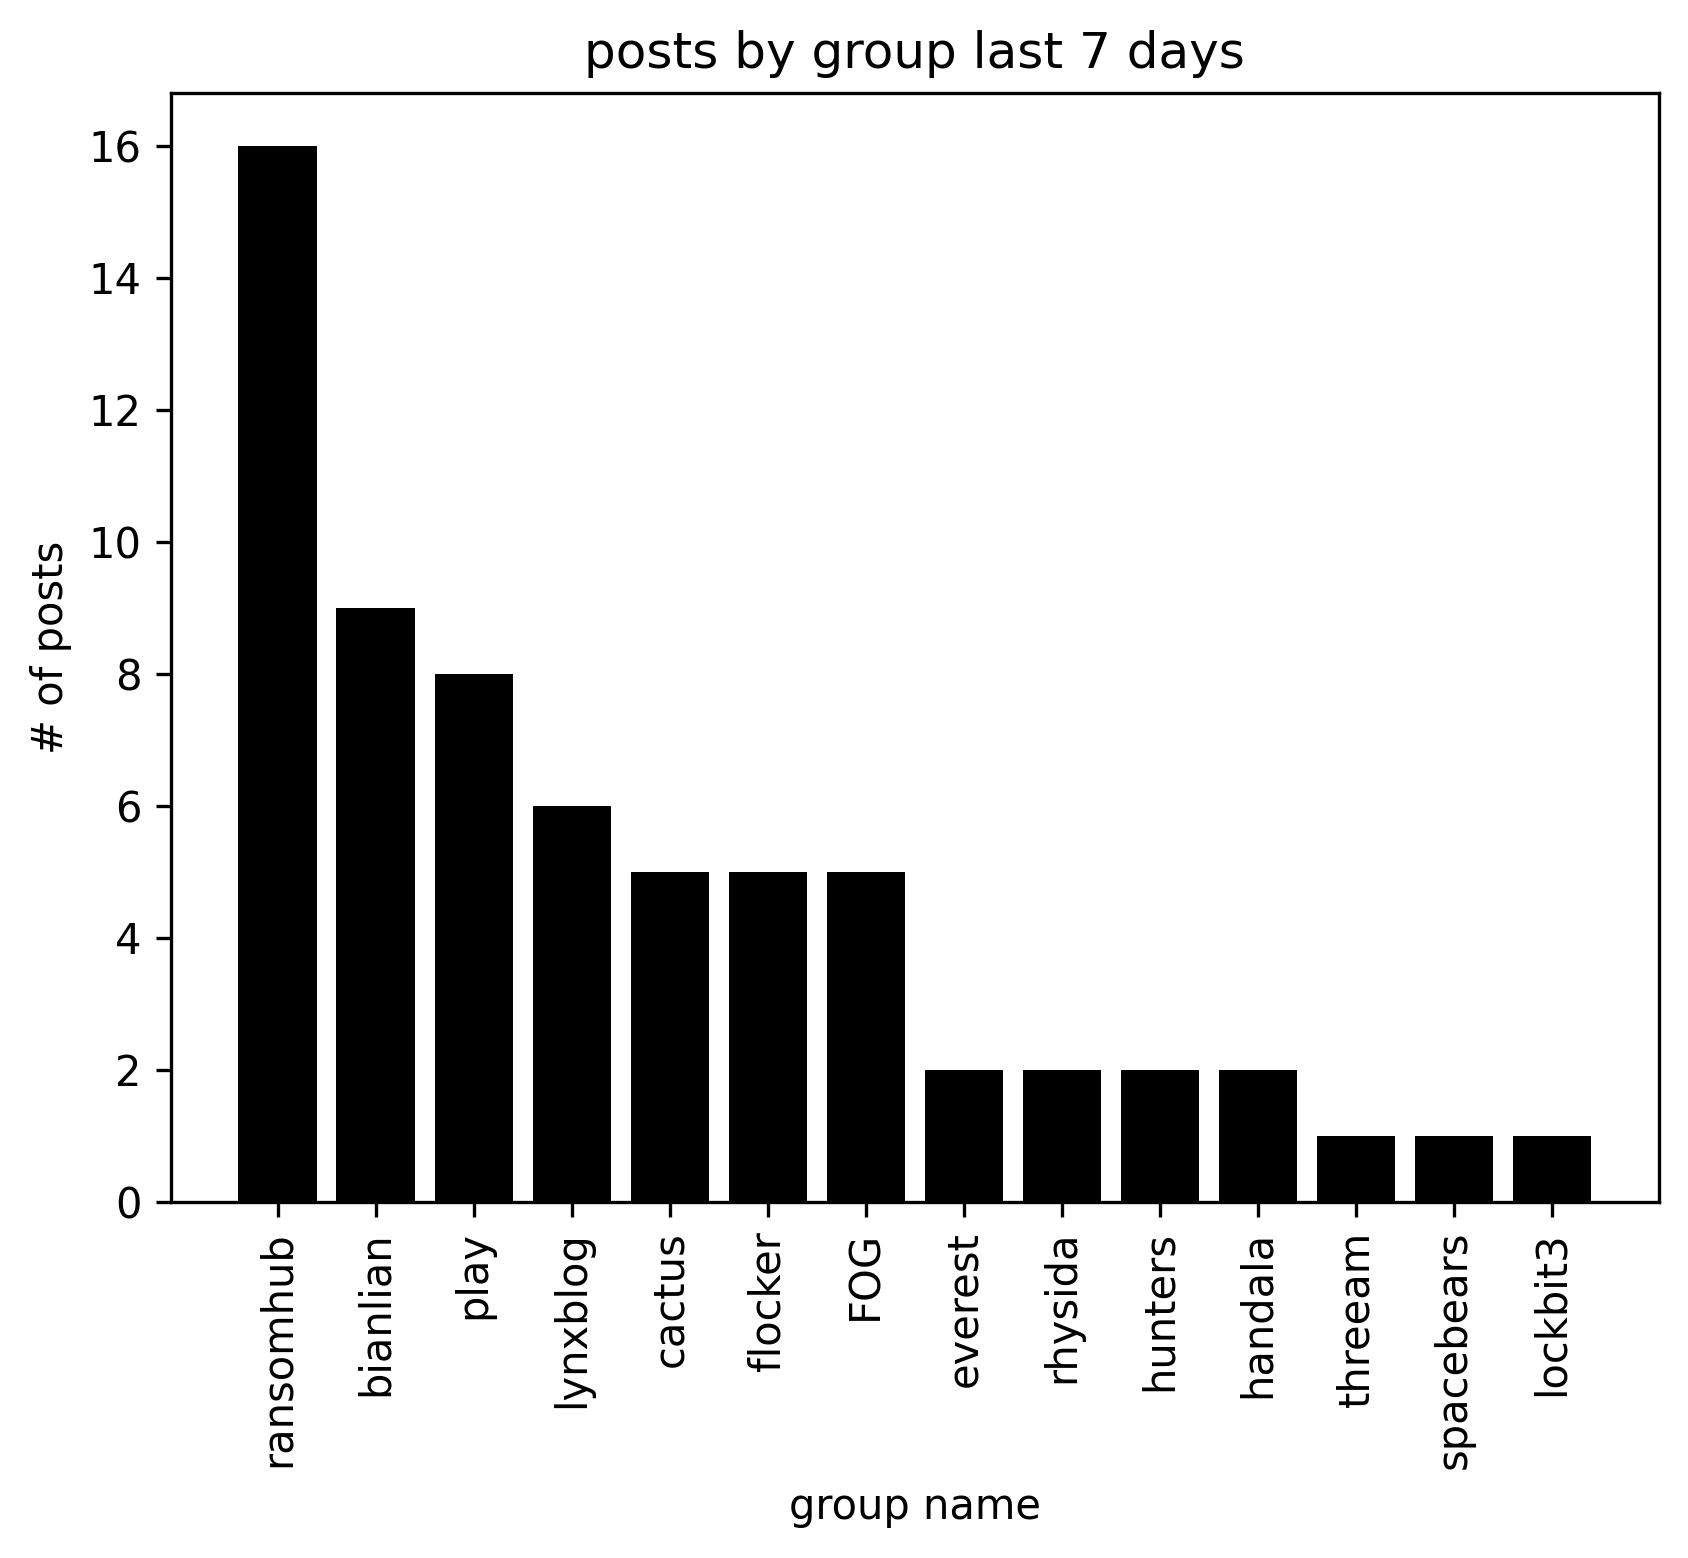 posts by group last 7 days
16
14
12
10
8
6
4
2
0
# of posts
ransomhub
bianlian
play
lynxblog
cactus
flocker
FOG
everest
rhysida
hunters
handala
threeam
spacebears
lockbit3
group name